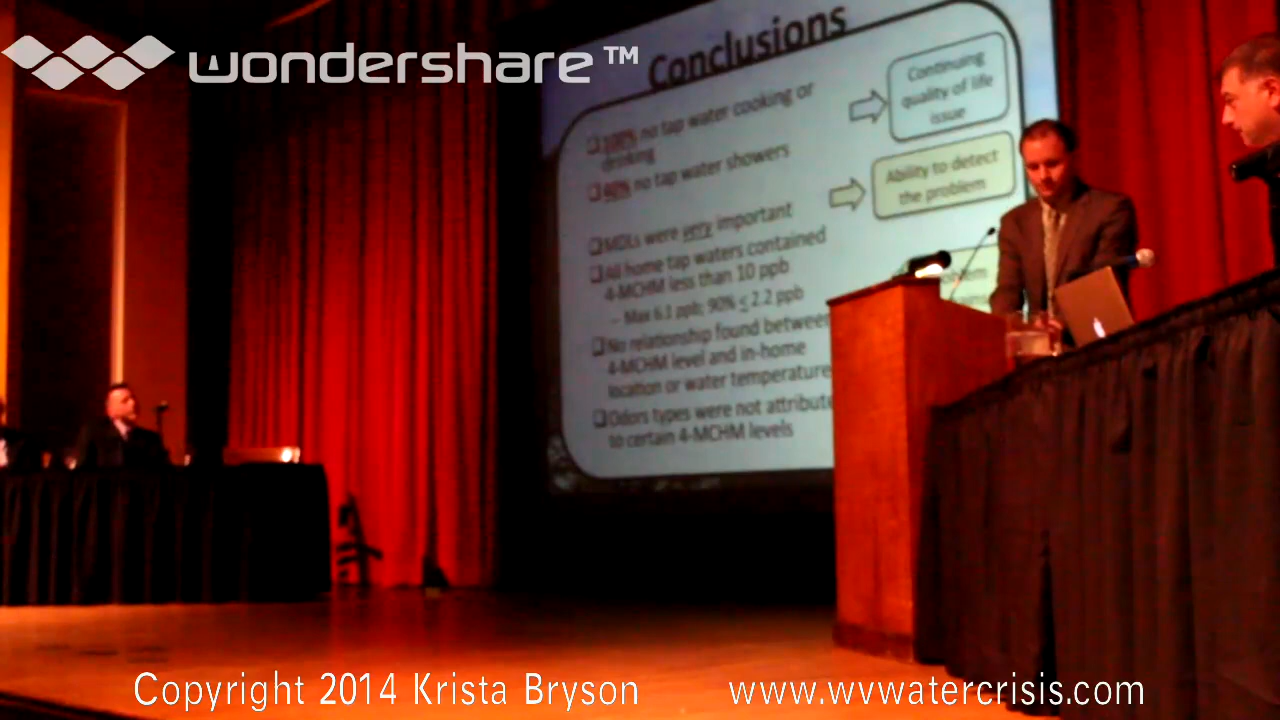 wondershare™
Conclusions
100% no tap water cooking or
drinking
40% no tap water showers
MDLs were very important
All home tap waters contained
4-MCHM less than 10 ppb
– Max 6.1 ppb; 90% ≤ 2.2 ppb
No relationship found between
4-MCHM level and in-home
location or water temperature
Odors types were not attribute
to certain 4-MCHM levels
Continuing
quality of life
issue
Ability to detect
the problem
Copyright 2014 Krista Bryson
www.wvwatercrisis.com